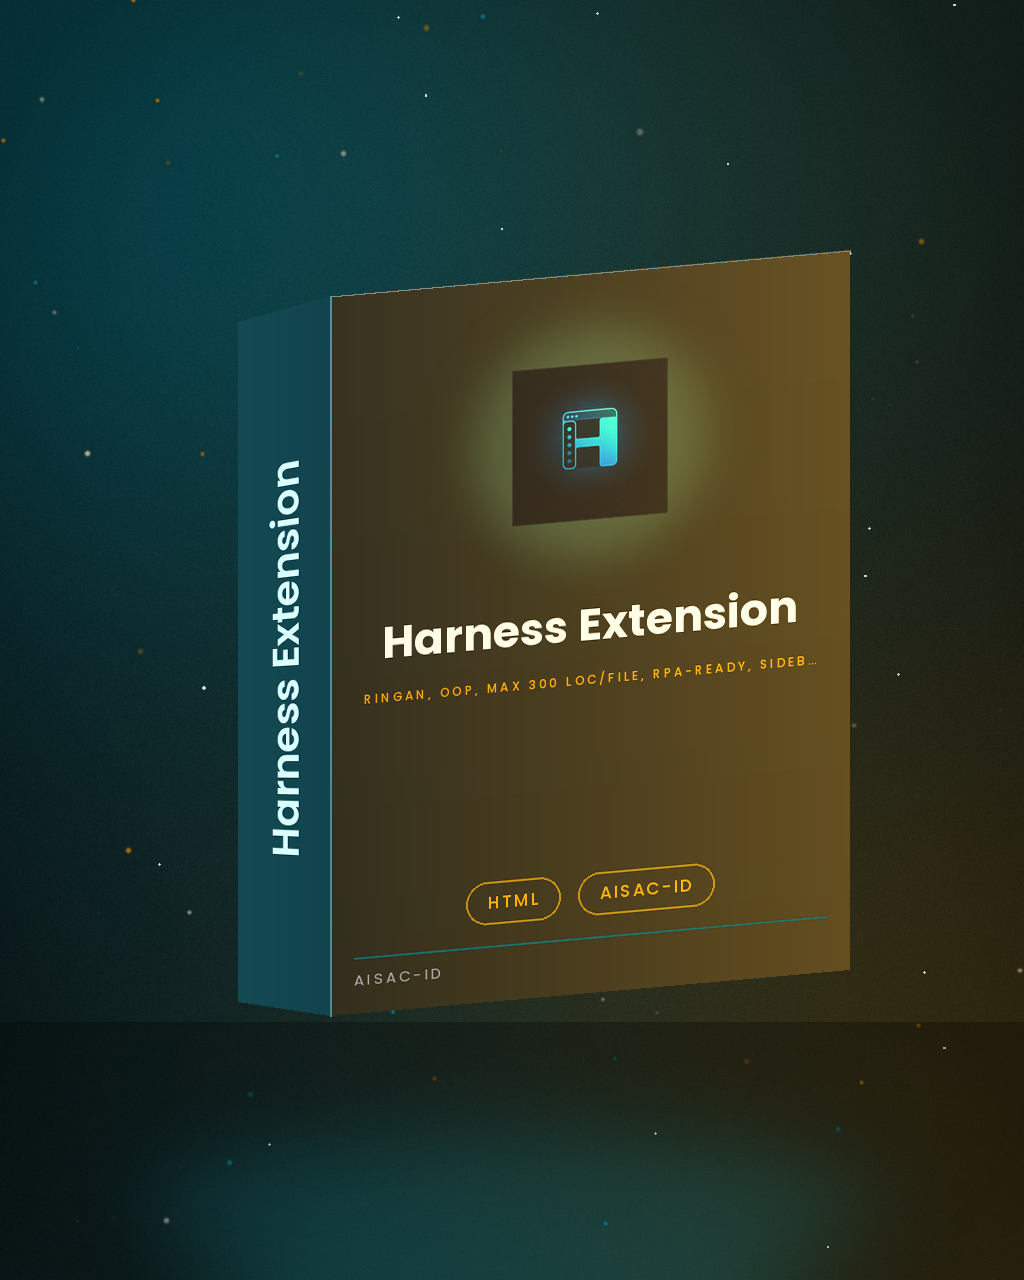 Harness Extension
Harness Extension
RINGAN, OOP, MAX 300 LOC/FILE, RPA-READY, SIDEB…
HTML
AISAC-ID
AISAC-ID